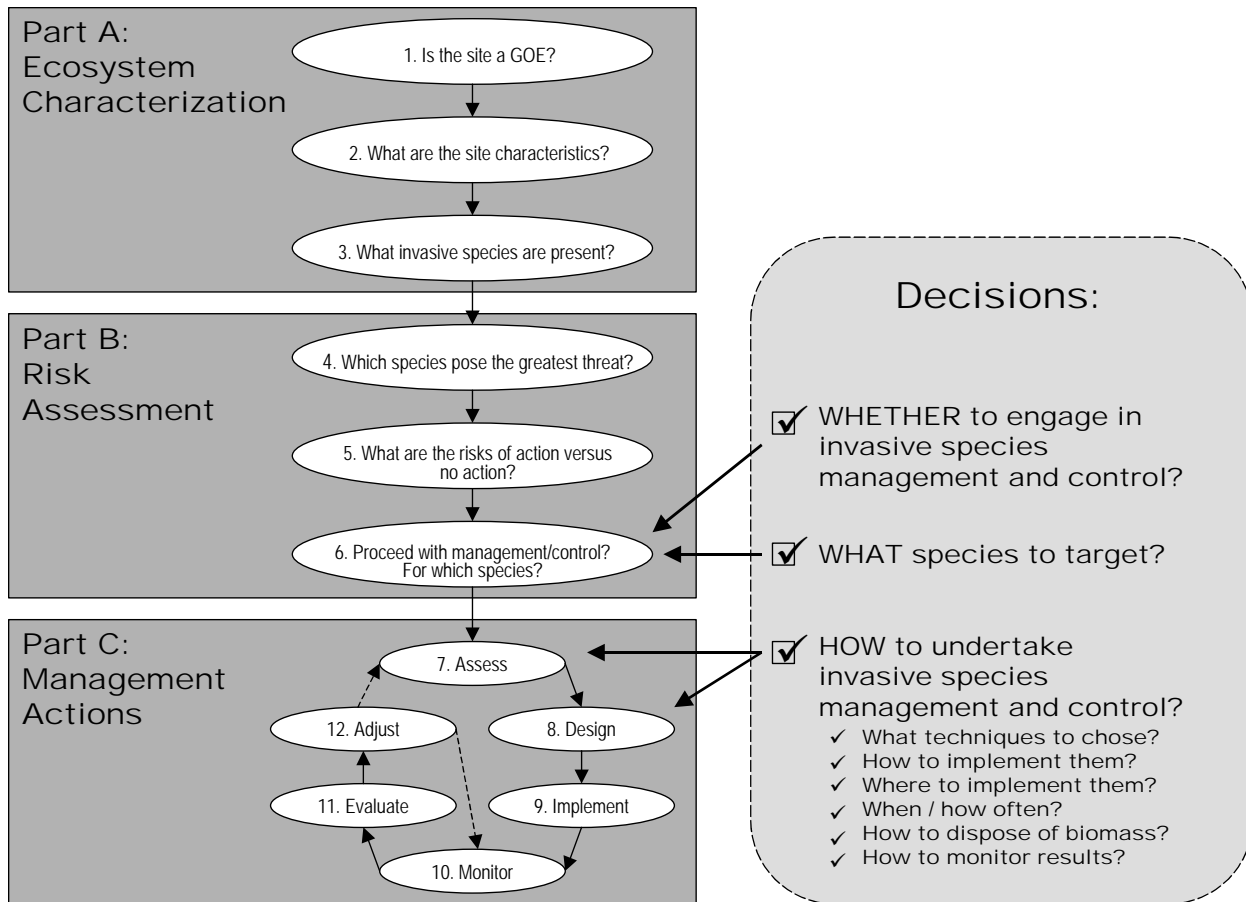 Part A:
Ecosystem
Characterization
1. Is the site a GOE?
2. What are the site characteristics?
3. What invasive species are present?
Part B:
Risk
Assessment
4. Which species pose the greatest threat?
5. What are the risks of action versus
no action?
6. Proceed with management/control?
For which species?
Part C:
Management
Actions
7. Assess
8. Design
9. Implement
10. Monitor
11. Evaluate
12. Adjust
Decisions:
WHETHER to engage in
invasive species
management and control?
WHAT species to target?
HOW to undertake
invasive species
management and control?
What techniques to chose?
How to implement them?
Where to implement them?
When / how often?
How to dispose of biomass?
How to monitor results?